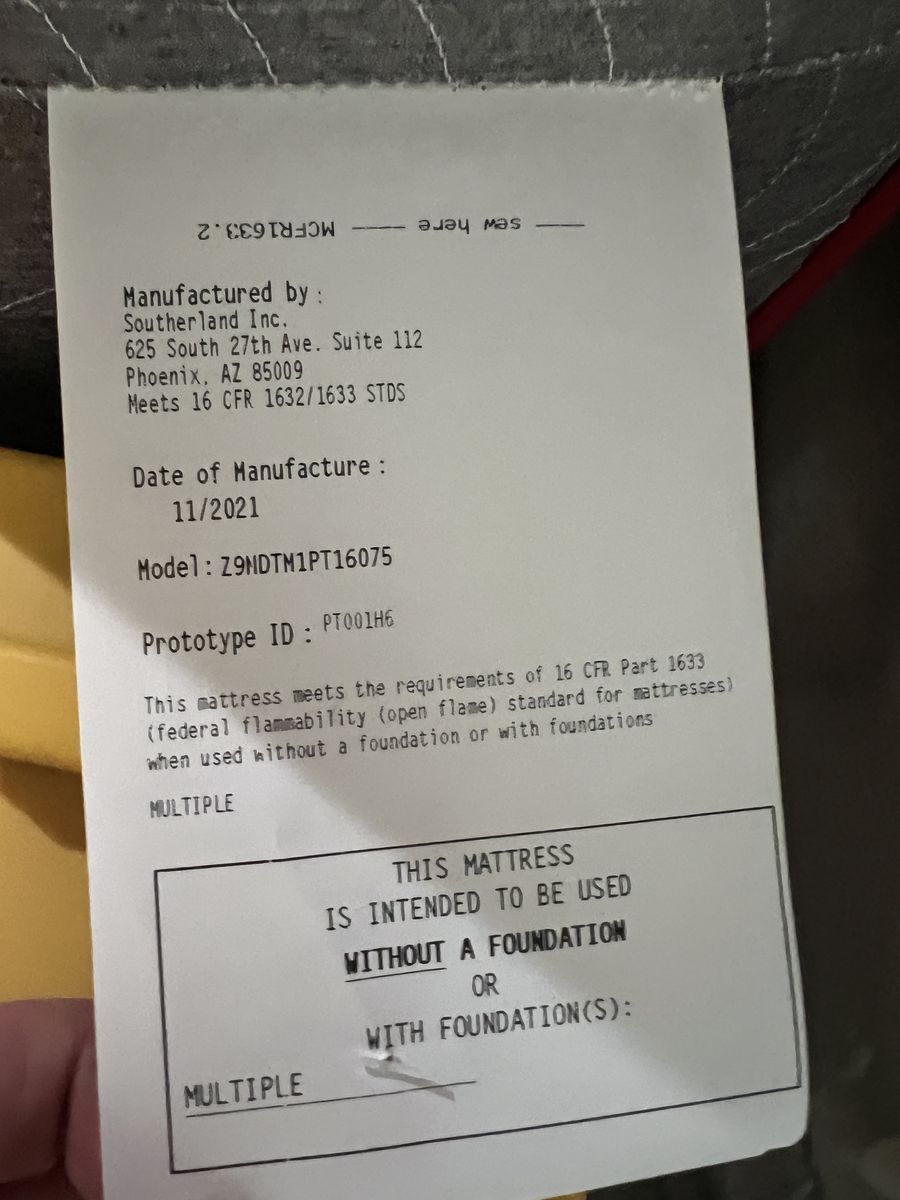 sew here —— MCFR1633.2
Manufactured by:
Southerland Inc.
625 South 27th Ave. Suite 112
Phoenix, AZ 85009
Meets 16 CFR 1632/1633 STDS
Date of Manufacture:
11/2021
Model: Z9NDTM1PT16075
Prototype ID: PT001H6
This mattress meets the requirements of 16 CFR Part 1633
(federal flammability (open flame) standard for mattresses)
when used without a foundation or with foundations
MULTIPLE
THIS MATTRESS
IS INTENDED TO BE USED
WITHOUT A FOUNDATION
OR
WITH FOUNDATION(S):
MULTIPLE